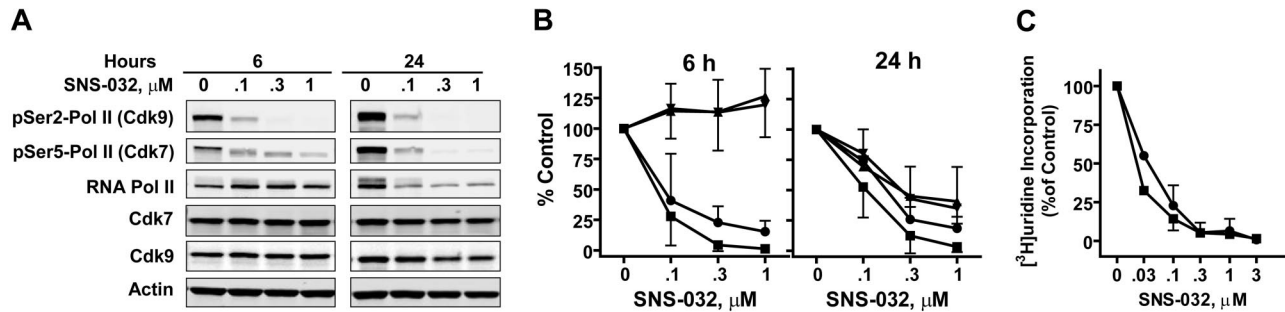 A
Hours 6 24
SNS-032, μM 0 .1 .3 1 0 .1 .3 1
pSer2-Pol II (Cdk9)
pSer5-Pol II (Cdk7)
RNA Pol II
Cdk7
Cdk9
Actin
B
6 h 24 h
% Control
150
125
100
75
50
25
0
0 .1 .3 1 0 .1 .3 1
SNS-032, μM SNS-032, μM
C
[³H]uridine Incorporation
(%of Control)
100
75
50
25
0
0 .03 0.1 0.3 1 3
SNS-032, μM